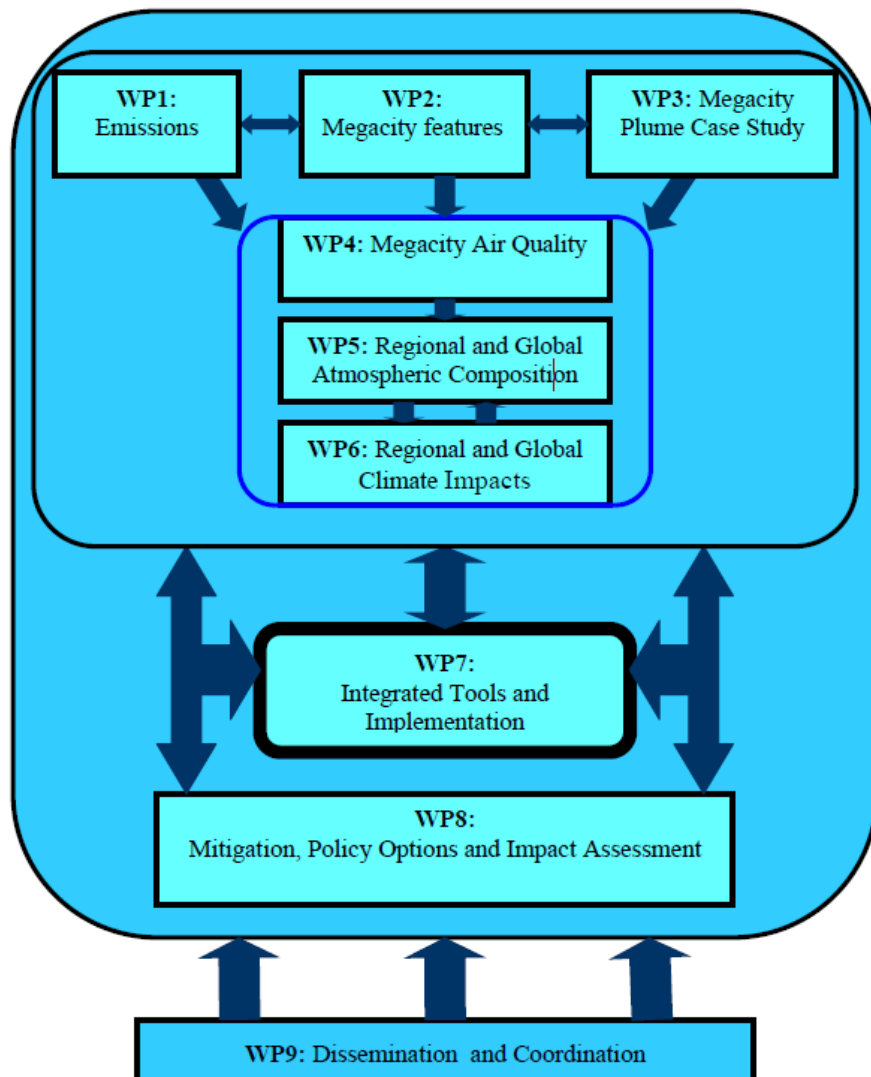 WP1:
Emissions
WP2:
Megacity features
WP3: Megacity
Plume Case Study
WP4: Megacity Air Quality
WP5: Regional and Global
Atmospheric Composition
WP6: Regional and Global
Climate Impacts
WP7:
Integrated Tools and
Implementation
WP8:
Mitigation, Policy Options and Impact Assessment
WP9: Dissemination and Coordination